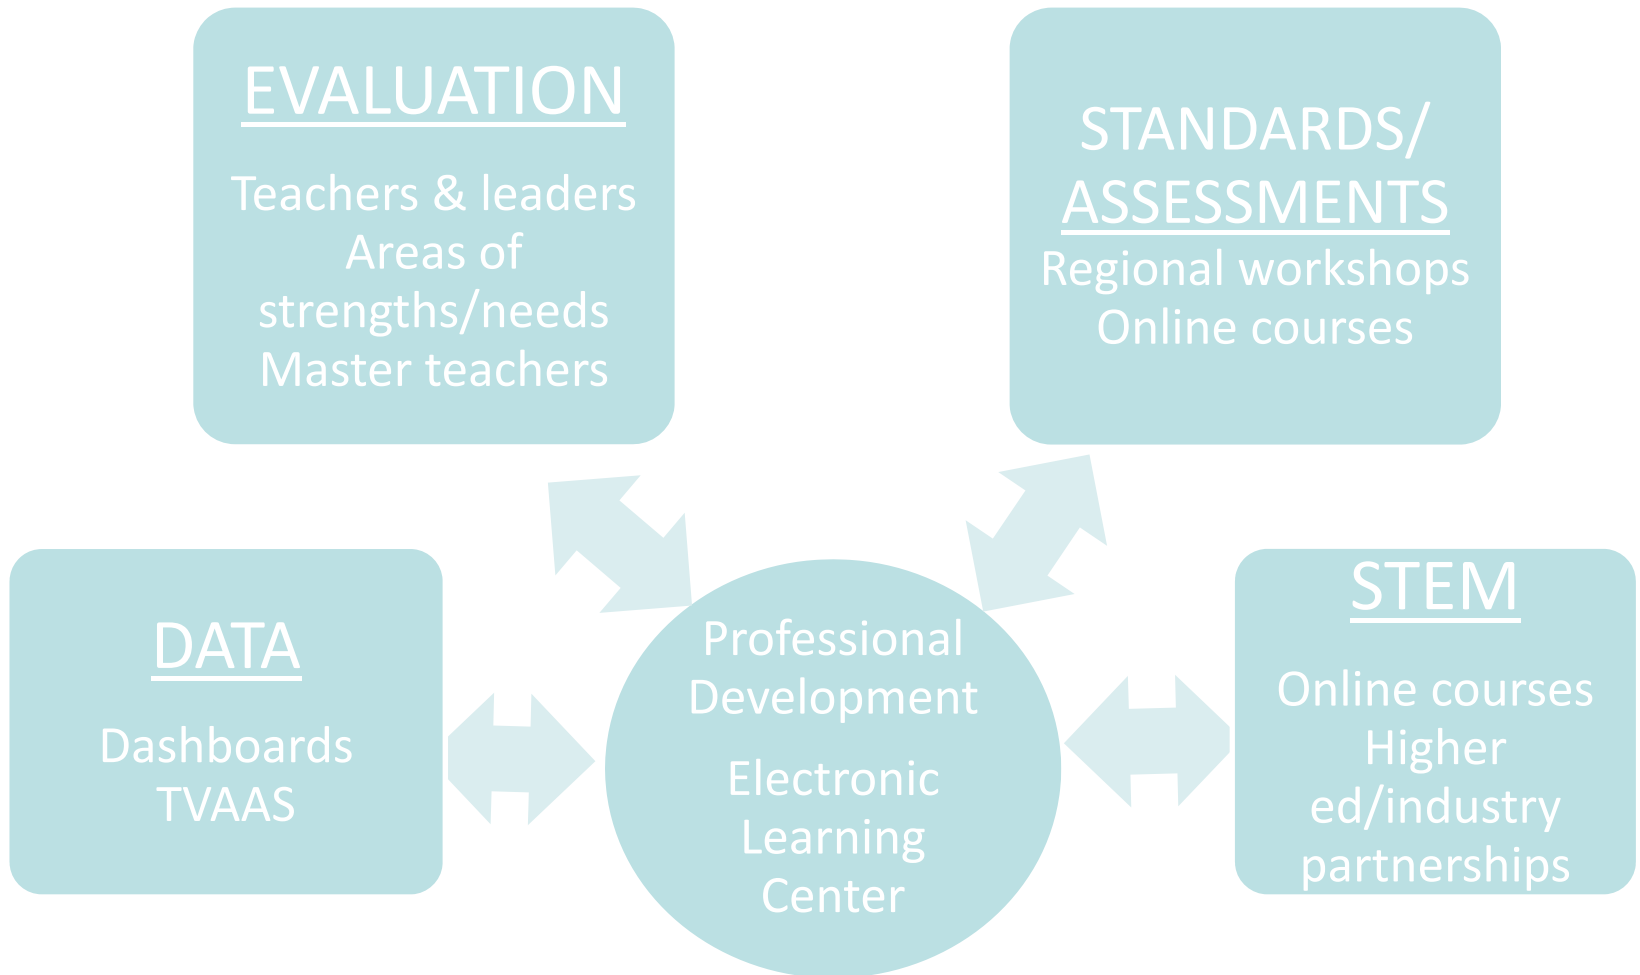 EVALUATION
Teachers & leaders
Areas of
strengths/needs
Master teachers
STANDARDS/
ASSESSMENTS
Regional workshops
Online courses
DATA
Dashboards
TVAAS
Professional
Development
Electronic
Learning
Center
STEM
Online courses
Higher
ed/industry
partnerships